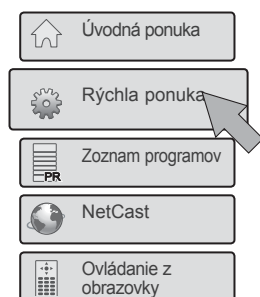 Úvodná ponuka
Rýchla ponuka
Zoznam programov
PR
NetCast
Ovládanie z
obrazovky